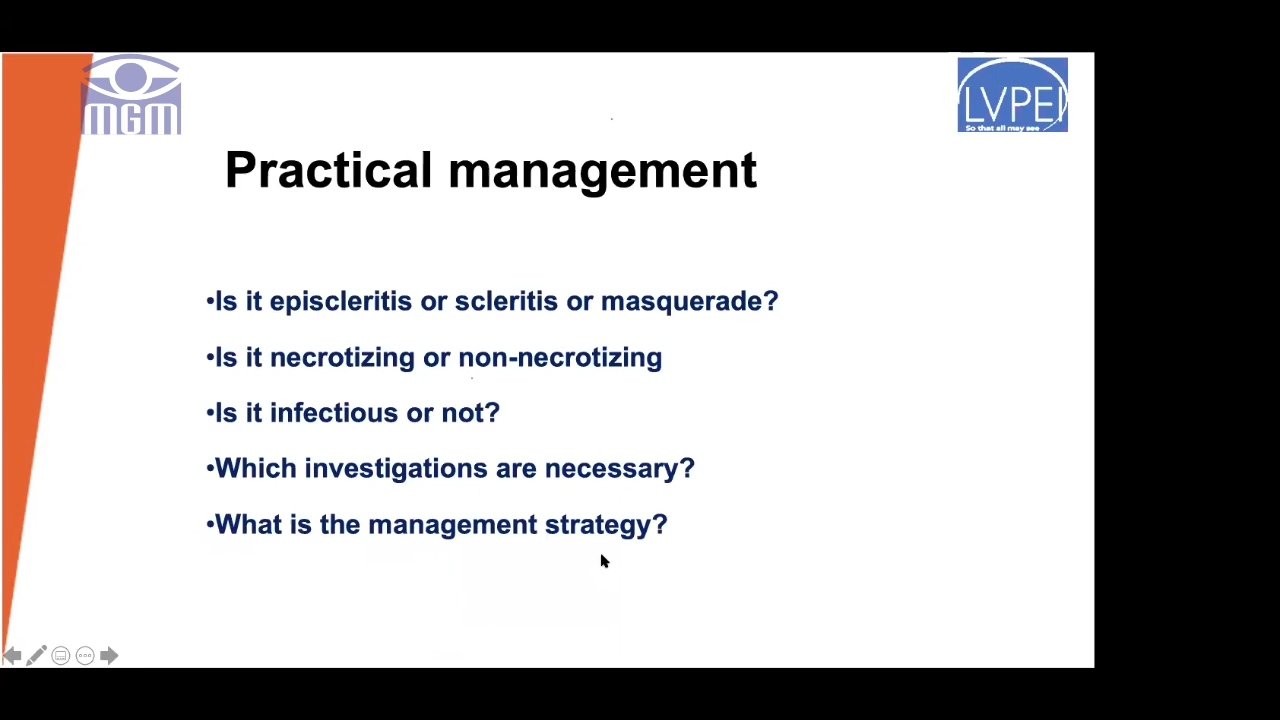 MGM
LVPEI
So that all may see
Practical management
•Is it episcleritis or scleritis or masquerade?
•Is it necrotizing or non-necrotizing
•Is it infectious or not?
•Which investigations are necessary?
•What is the management strategy?